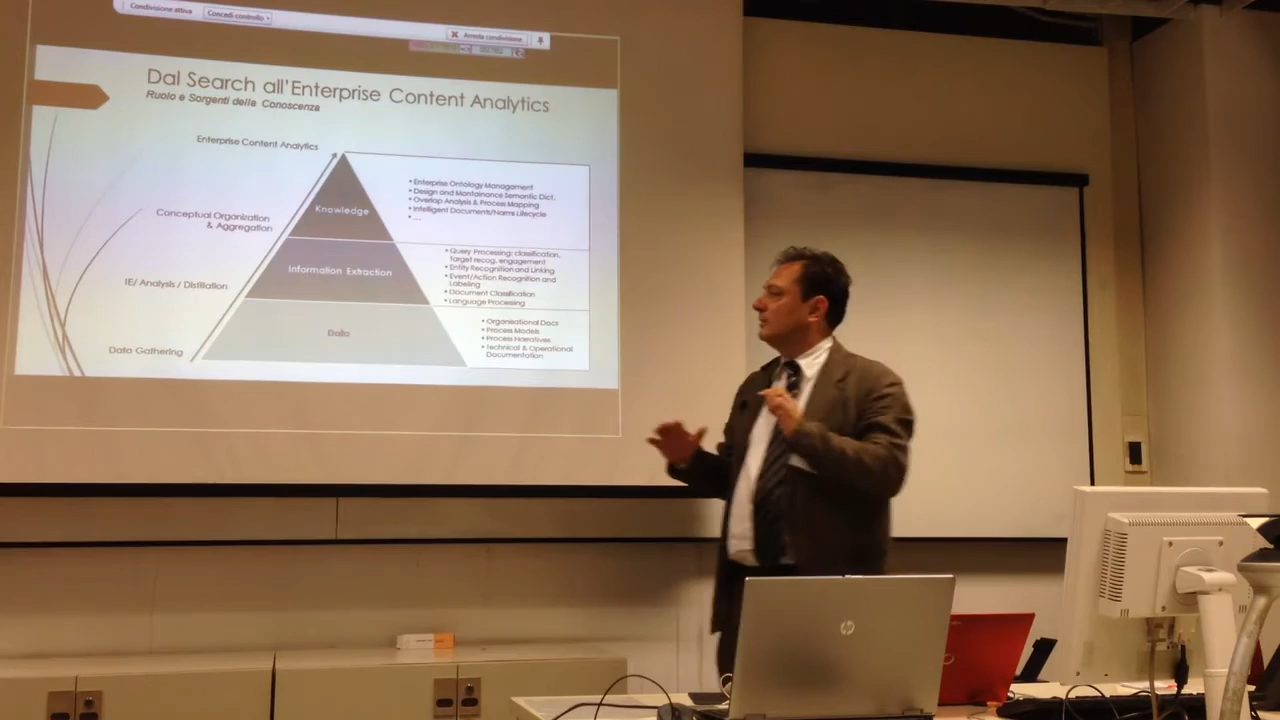 Condivisione attiva
Concedi controllo
Arresta condivisione
Dal Search all'Enterprise Content Analytics
Ruolo e Sorgenti della Conoscenza
Enterprise Content Analytics
Conceptual Organization
& Aggregation
IE/ Analysis / Distillation
Data Gathering
Knowledge
Information Extraction
Data
• Enterprise Ontology Management
• Design and Mantainance Semantic Dict.
• Overlap Analysis & Process Mapping
• Intelligent Documents/Norms Lifecycle
• ...
• Query Processing: classification,
target recog, engagement
• Entity Recognition and Linking
• Event/Action Recognition and
Labeling
• Document Classification
• Language Processing
• Organisational Docs
• Process Models
• Process Narratives
• Technical & Operational
Documentation
hp